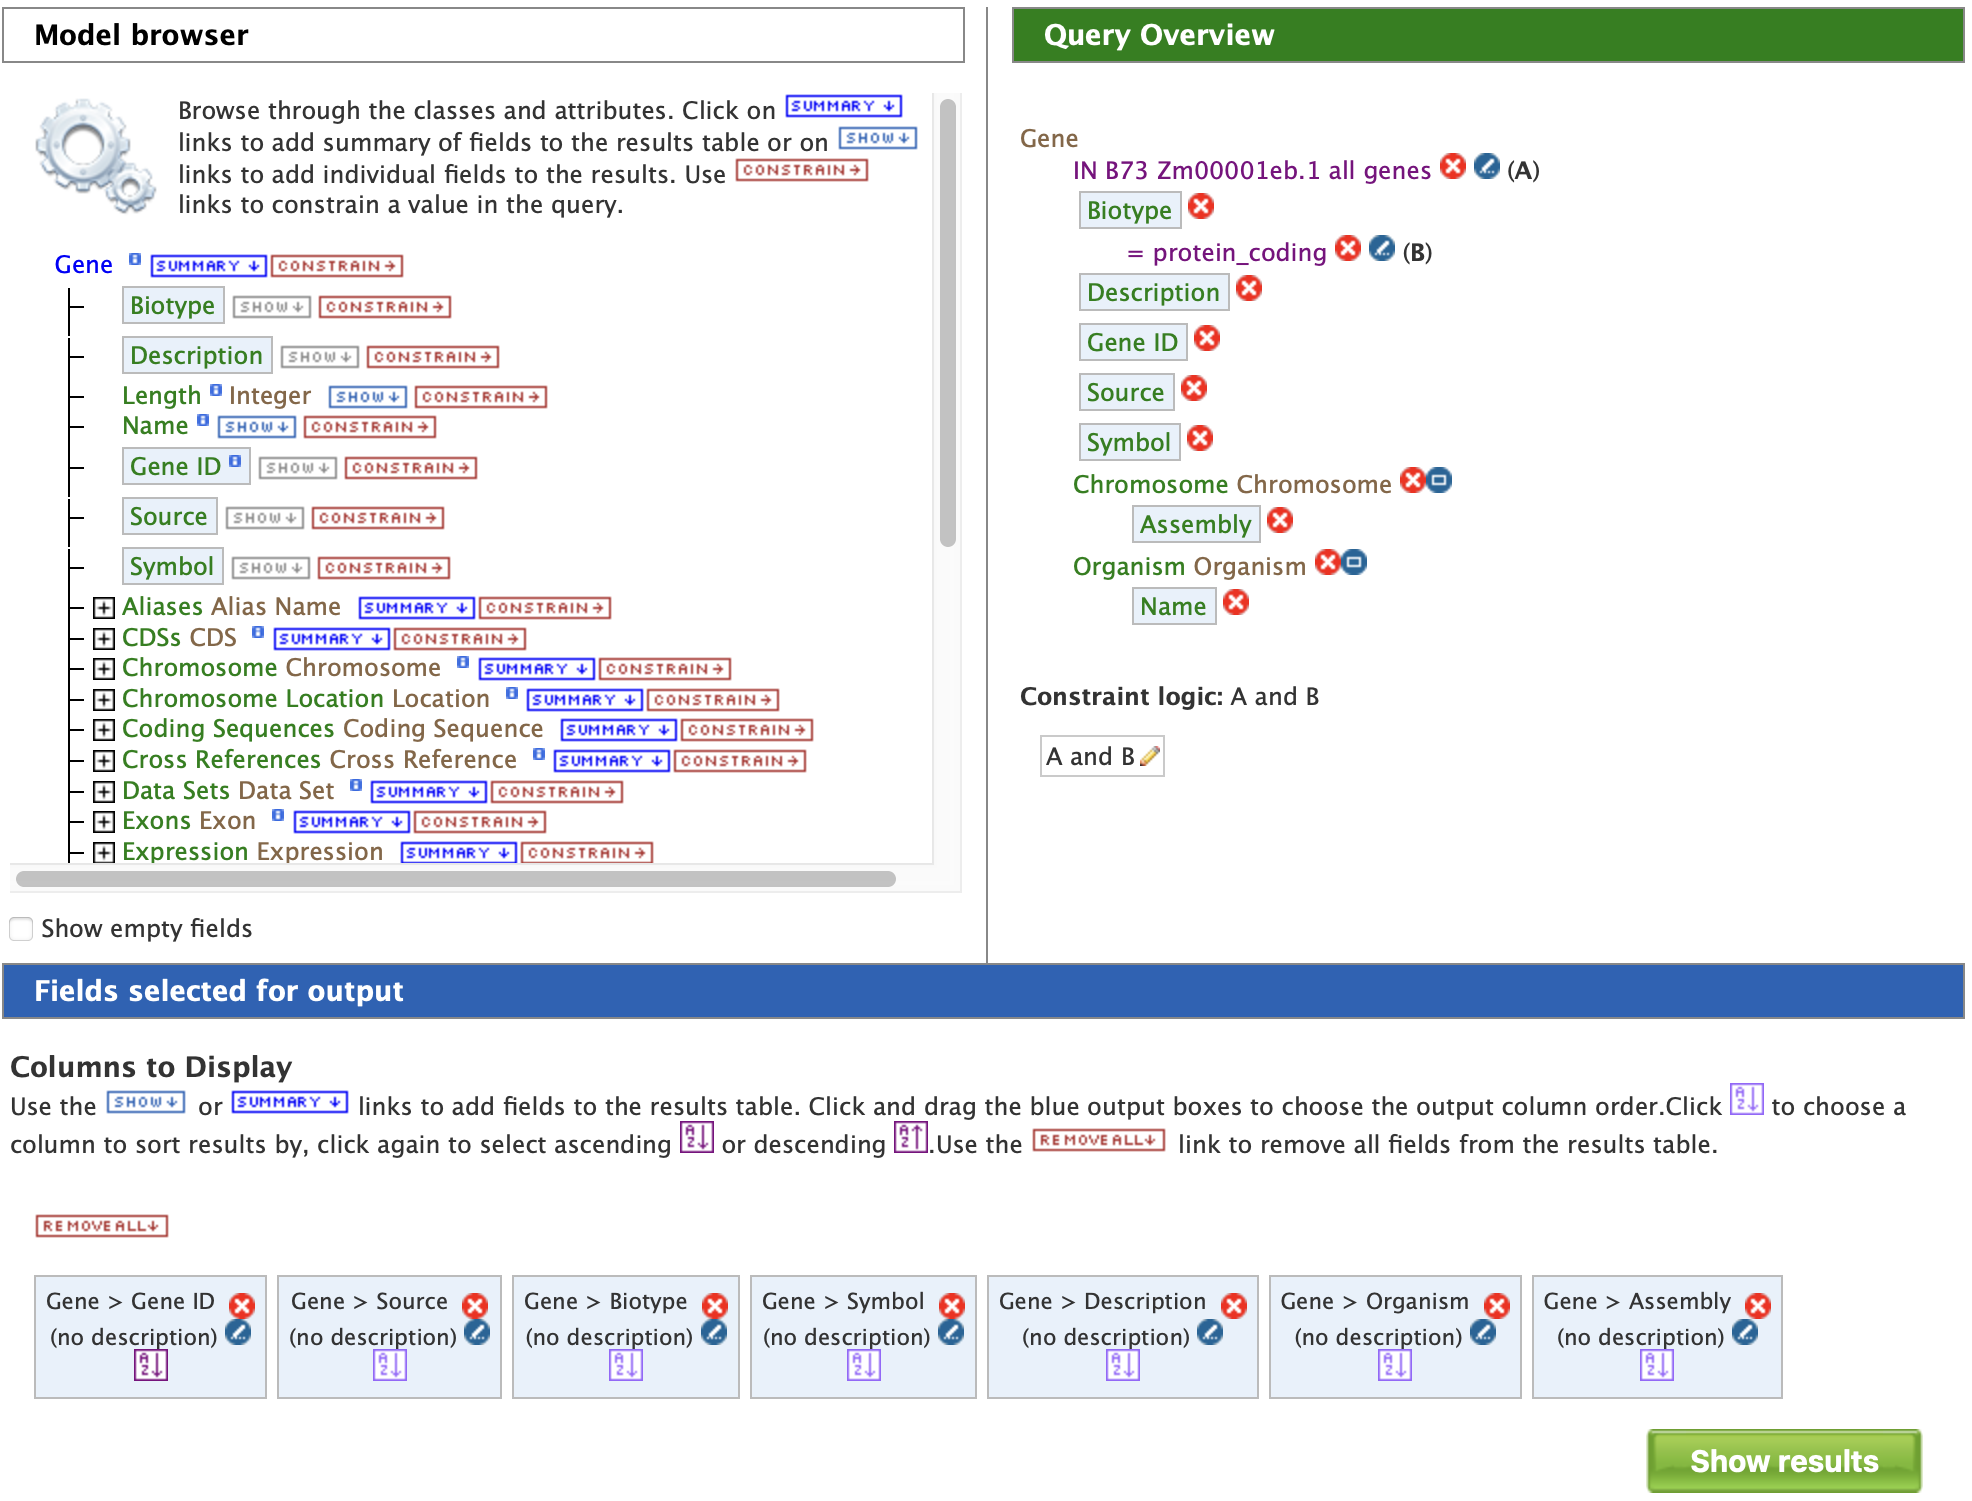 Model browser
Browse through the classes and attributes. Click on SUMMARY ↓
links to add summary of fields to the results table or on SHOW ↓
links to add individual fields to the results. Use CONSTRAIN →
links to constrain a value in the query.
Gene SUMMARY ↓ CONSTRAIN →
Biotype SHOW ↓ CONSTRAIN →
Description SHOW ↓ CONSTRAIN →
Length Integer SHOW ↓ CONSTRAIN →
Name SHOW ↓ CONSTRAIN →
Gene ID SHOW ↓ CONSTRAIN →
Source SHOW ↓ CONSTRAIN →
Symbol SHOW ↓ CONSTRAIN →
Aliases Alias Name SUMMARY ↓ CONSTRAIN →
CDSs CDS SUMMARY ↓ CONSTRAIN →
Chromosome Chromosome SUMMARY ↓ CONSTRAIN →
Chromosome Location Location SUMMARY ↓ CONSTRAIN →
Coding Sequences Coding Sequence SUMMARY ↓ CONSTRAIN →
Cross References Cross Reference SUMMARY ↓ CONSTRAIN →
Data Sets Data Set SUMMARY ↓ CONSTRAIN →
Exons Exon SUMMARY ↓ CONSTRAIN →
Expression Expression SUMMARY ↓ CONSTRAIN →
Show empty fields
Query Overview
Gene
IN B73 Zm00001eb.1 all genes (A)
Biotype
= protein_coding (B)
Description
Gene ID
Source
Symbol
Chromosome Chromosome
Assembly
Organism Organism
Name
Constraint logic: A and B
A and B
Fields selected for output
Columns to Display
Use the SHOW ↓ or SUMMARY ↓ links to add fields to the results table. Click and drag the blue output boxes to choose the output column order.Click AZ↓ to choose a
column to sort results by, click again to select ascending AZ↓ or descending AZ↑.Use the REMOVE ALL ↓ link to remove all fields from the results table.
REMOVE ALL ↓
Gene > Gene ID
(no description)
AZ↓
Gene > Source
(no description)
AZ↓
Gene > Biotype
(no description)
AZ↓
Gene > Symbol
(no description)
AZ↓
Gene > Description
(no description)
AZ↓
Gene > Organism
(no description)
AZ↓
Gene > Assembly
(no description)
AZ↓
Show results